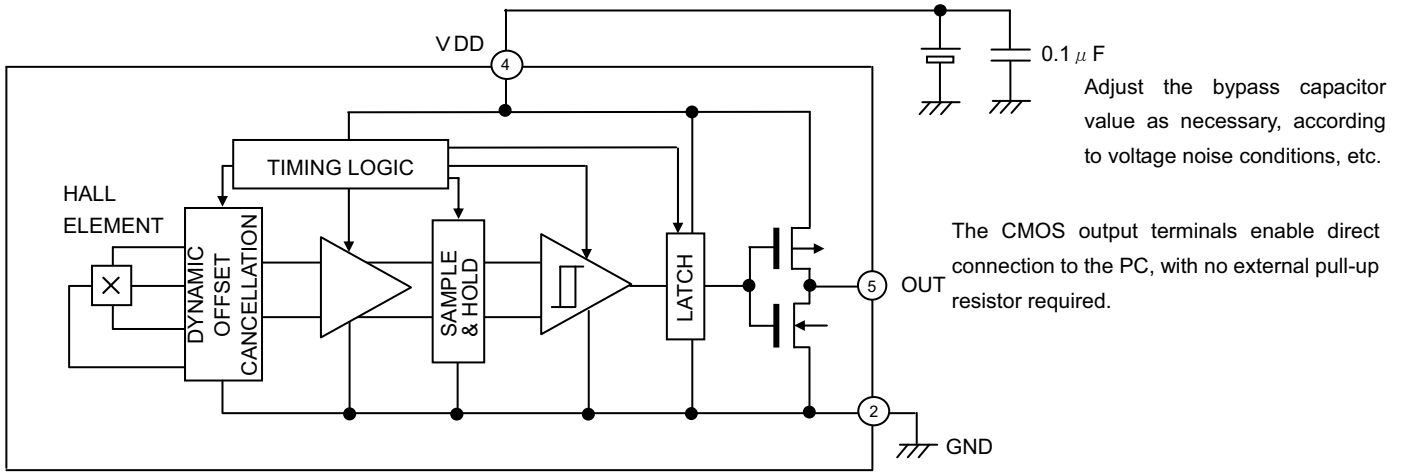 VDD
4
0.1 μ F
Adjust the bypass capacitor
value as necessary, according
to voltage noise conditions, etc.
TIMING LOGIC
HALL
ELEMENT
DYNAMIC
OFFSET
CANCELLATION
SAMPLE
& HOLD
LATCH
The CMOS output terminals enable direct
connection to the PC, with no external pull-up
resistor required.
5
OUT
2
GND